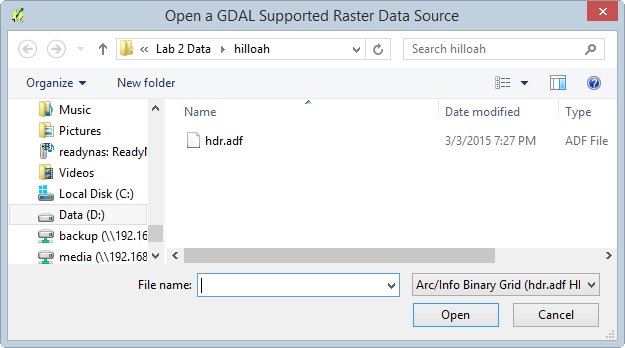 Open a GDAL Supported Raster Data Source
« Lab 2 Data hilloah
Search hilloah
Organize
New folder
Name
Date modified
Type
Music
Pictures
readynas: ReadyN
Videos
Local Disk (C:)
Data (D:)
backup (\\192.16
media (\\192.168
hdr.adf
3/3/2015 7:27 PM
ADF File
File name:
Arc/Info Binary Grid (hdr.adf HI
Open
Cancel